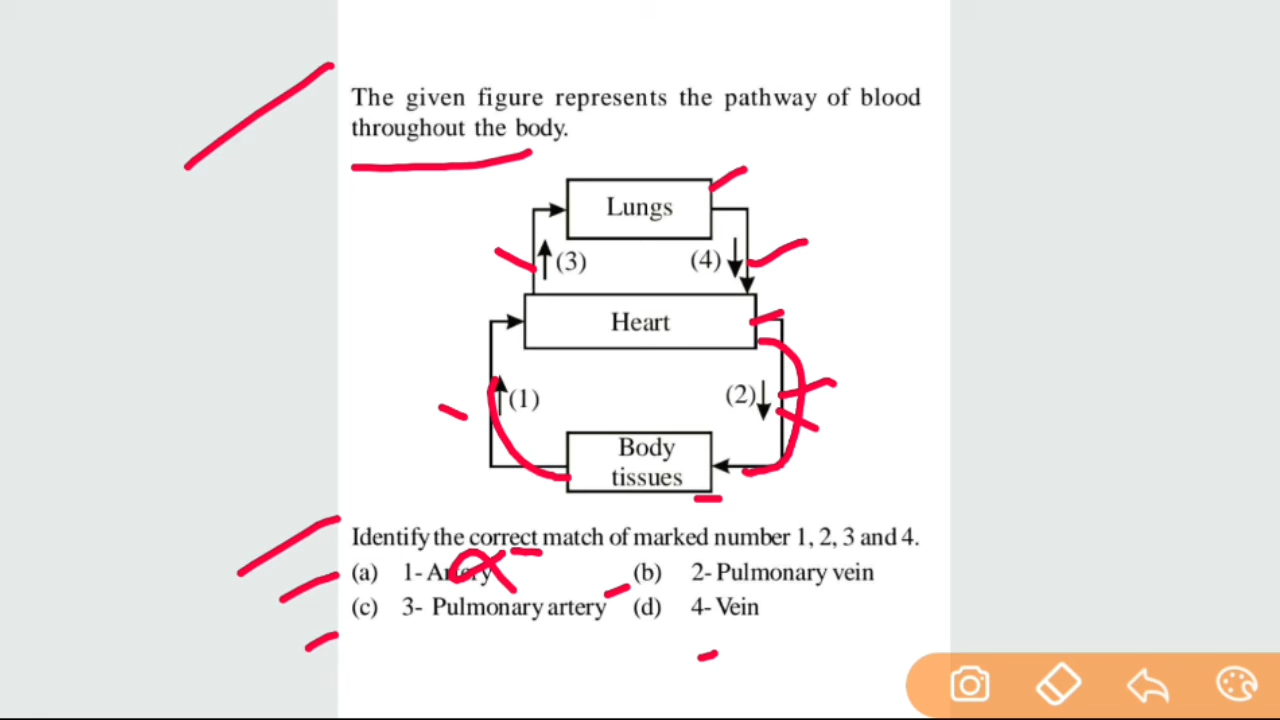 The given figure represents the pathway of blood
throughout the body.
Lungs
(3)
(4)
Heart
(1)
(2)
Body
tissues
Identify the correct match of marked number 1, 2, 3 and 4.
(a) 1- Artery (b) 2- Pulmonary vein
(c) 3- Pulmonary artery (d) 4- Vein